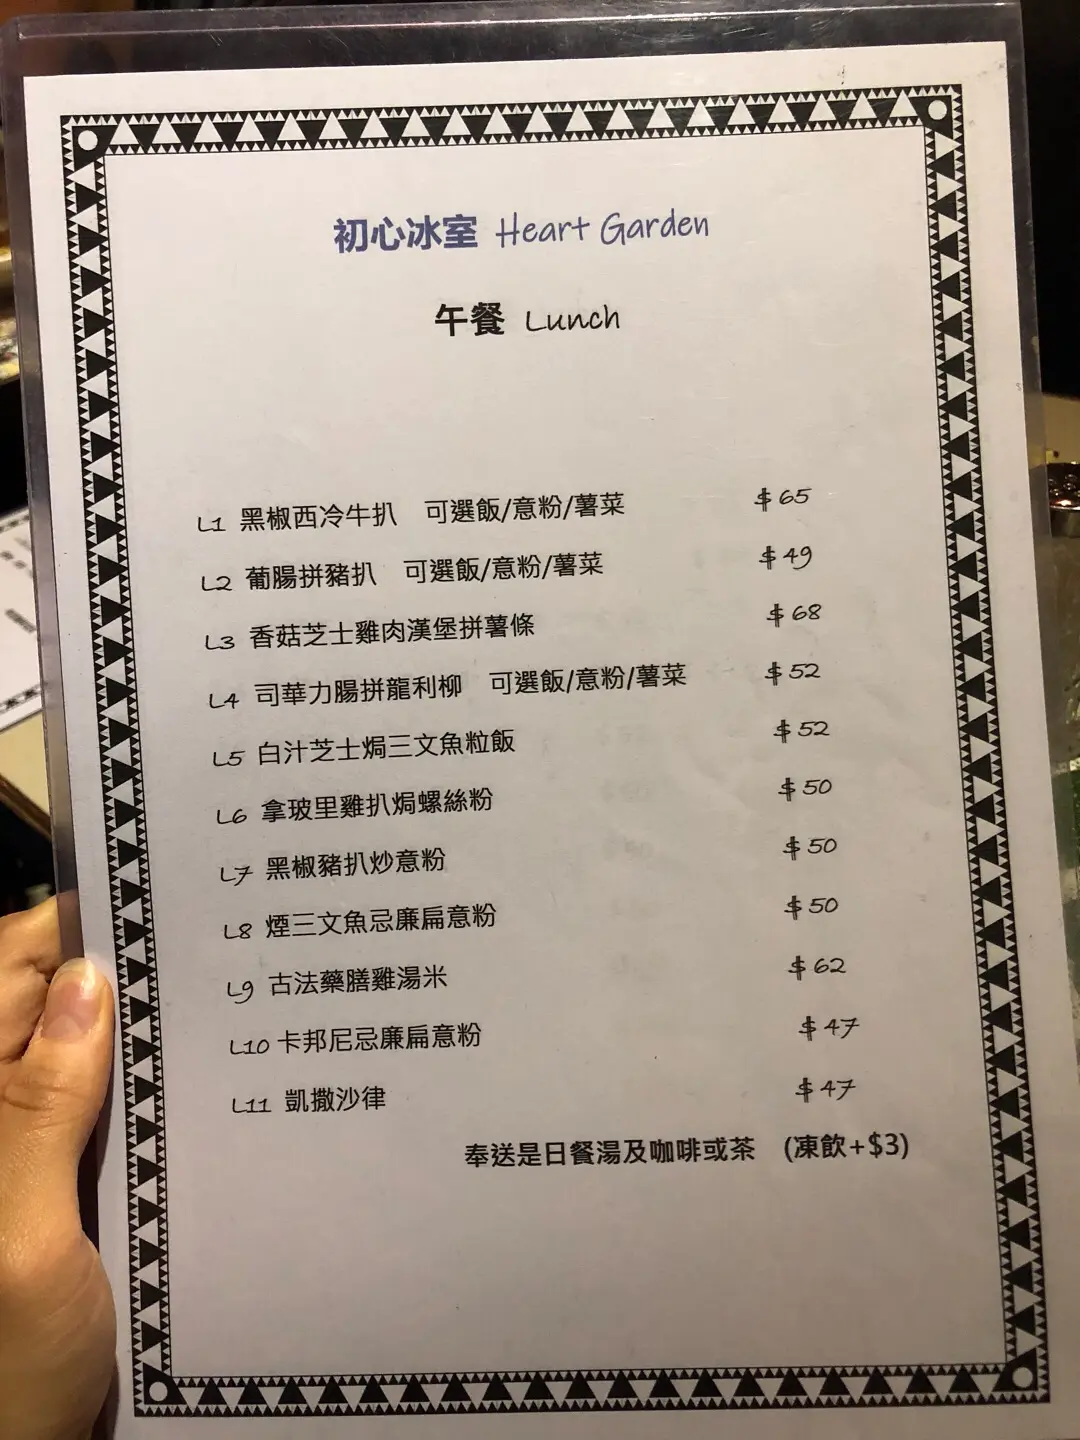 初心冰室 Heart Garden
午餐 Lunch
L1 黑椒西冷牛扒 可選飯/意粉/薯菜 $65
L2 葡腸拼豬扒 可選飯/意粉/薯菜 $49
L3 香菇芝士雞肉漢堡拼薯條 $68
L4 司華力腸拼龍利柳 可選飯/意粉/薯菜 $52
L5 白汁芝士焗三文魚粒飯 $52
L6 拿玻里雞扒焗螺絲粉 $50
L7 黑椒豬扒炒意粉 $50
L8 煙三文魚忌廉扁意粉 $50
L9 古法藥膳雞湯米 $62
L10 卡邦尼忌廉扁意粉 $47
L11 凱撒沙律 $47
奉送是日餐湯及咖啡或茶 (凍飲+$3)